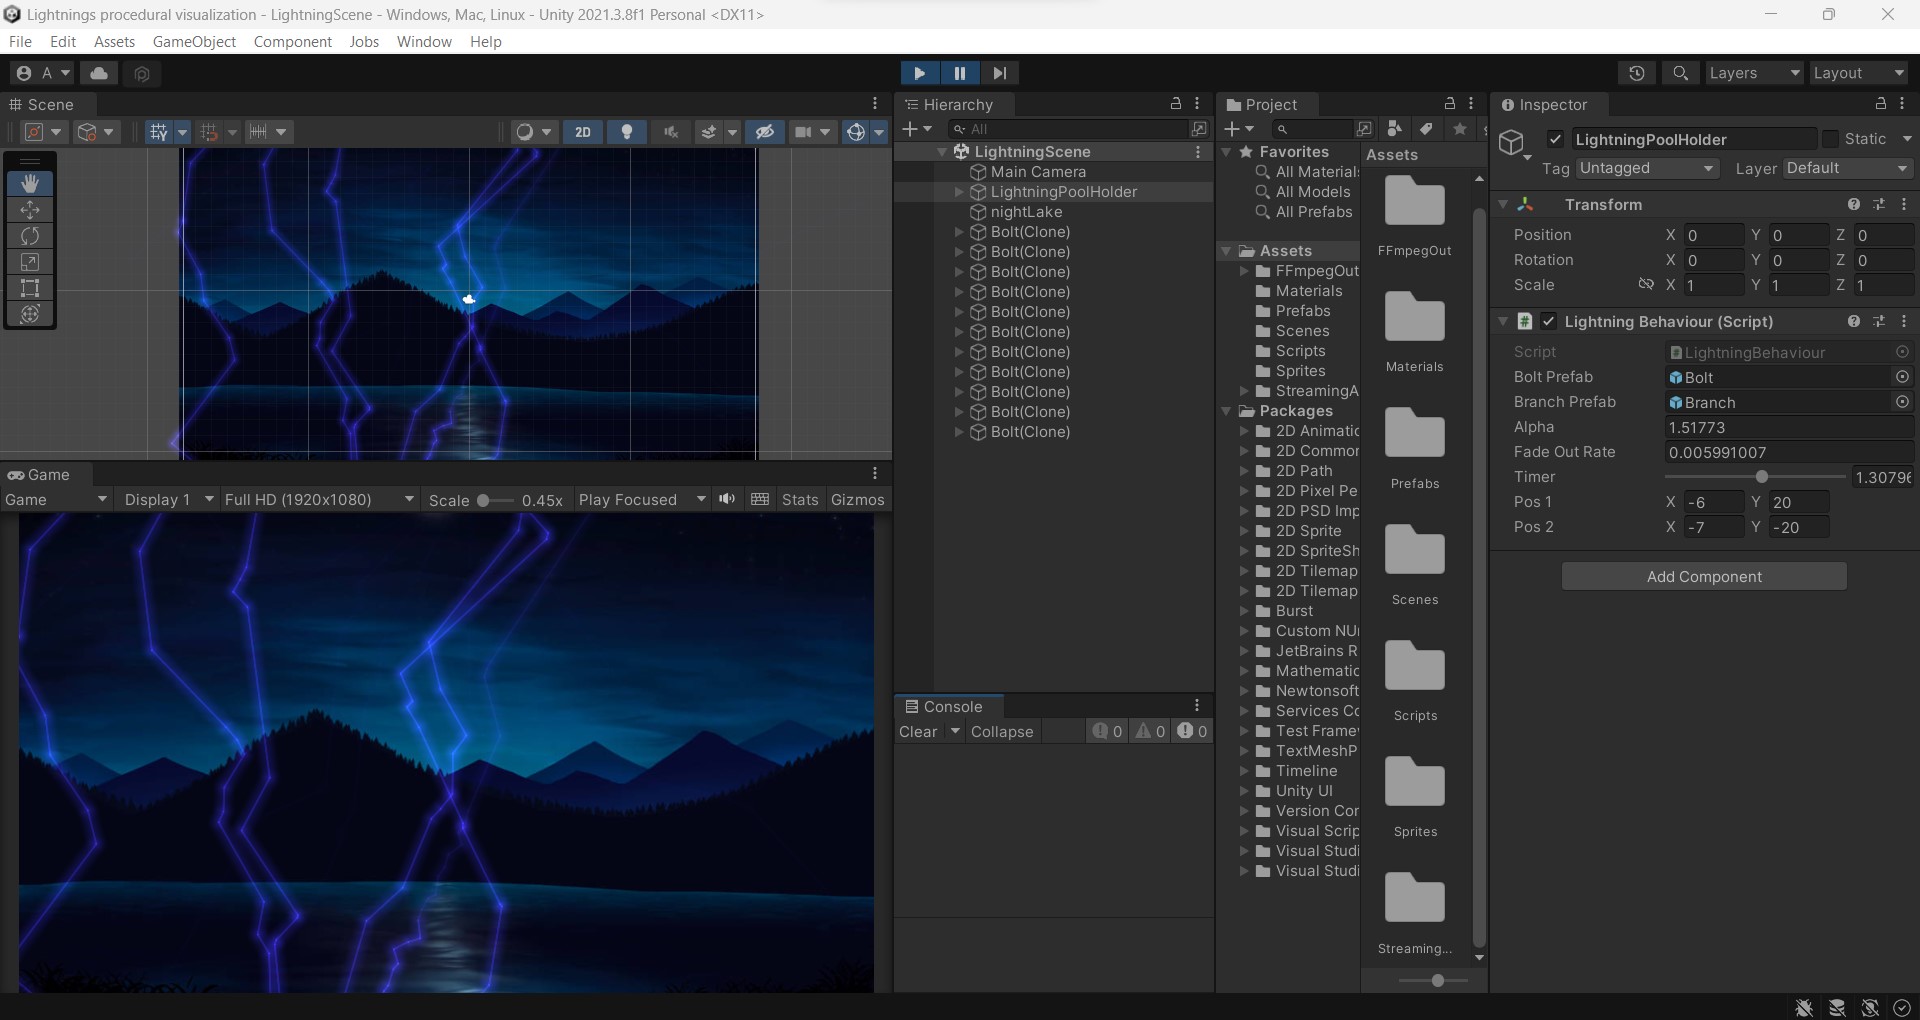 Lightnings procedural visualization - LightningScene - Windows, Mac, Linux - Unity 2021.3.8f1 Personal <DX11>
File Edit Assets GameObject Component Jobs Window Help
A
Layers
Layout
Scene
2D
Game
Game
Display 1
Full HD (1920x1080)
Scale
0.45x
Play Focused
Stats
Gizmos
Hierarchy
All
LightningScene
Main Camera
LightningPoolHolder
nightLake
Bolt(Clone)
Bolt(Clone)
Bolt(Clone)
Bolt(Clone)
Bolt(Clone)
Bolt(Clone)
Bolt(Clone)
Bolt(Clone)
Bolt(Clone)
Bolt(Clone)
Bolt(Clone)
Console
Clear
Collapse
0
0
0
Project
Favorites
All Materials
All Models
All Prefabs
Assets
FFmpegOut
Materials
Prefabs
Scenes
Scripts
Sprites
StreamingA
Packages
2D Animatic
2D Common
2D Path
2D Pixel Pe
2D PSD Imp
2D Sprite
2D SpriteSh
2D Tilemap
2D Tilemap
Burst
Custom NUn
JetBrains R
Mathematic
Newtonsoft
Services Co
Test Framew
TextMeshP
Timeline
Unity UI
Version Con
Visual Scrip
Visual Studi
Visual Studi
Assets
FFmpegOut
Materials
Prefabs
Scenes
Scripts
Sprites
Streaming...
Inspector
LightningPoolHolder
Static
Tag Untagged
Layer Default
Transform
Position X 0 Y 0 Z 0
Rotation X 0 Y 0 Z 0
Scale X 1 Y 1 Z 1
# Lightning Behaviour (Script)
Script # LightningBehaviour
Bolt Prefab Bolt
Branch Prefab Branch
Alpha 1.51773
Fade Out Rate 0.005991007
Timer 1.30796
Pos 1 X -6 Y 20
Pos 2 X -7 Y -20
Add Component